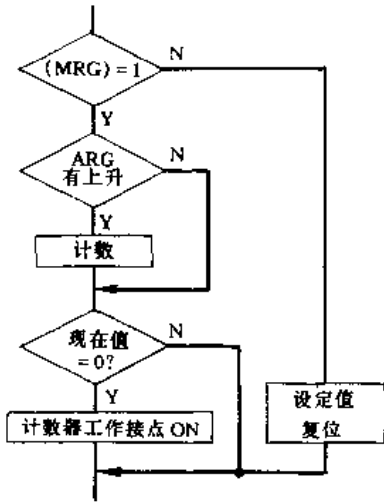 (MRG)=1
N
Y
ARG
有上升
N
Y
计数
现在值
=0?
N
Y
计数器工作接点 ON
设定值
复位